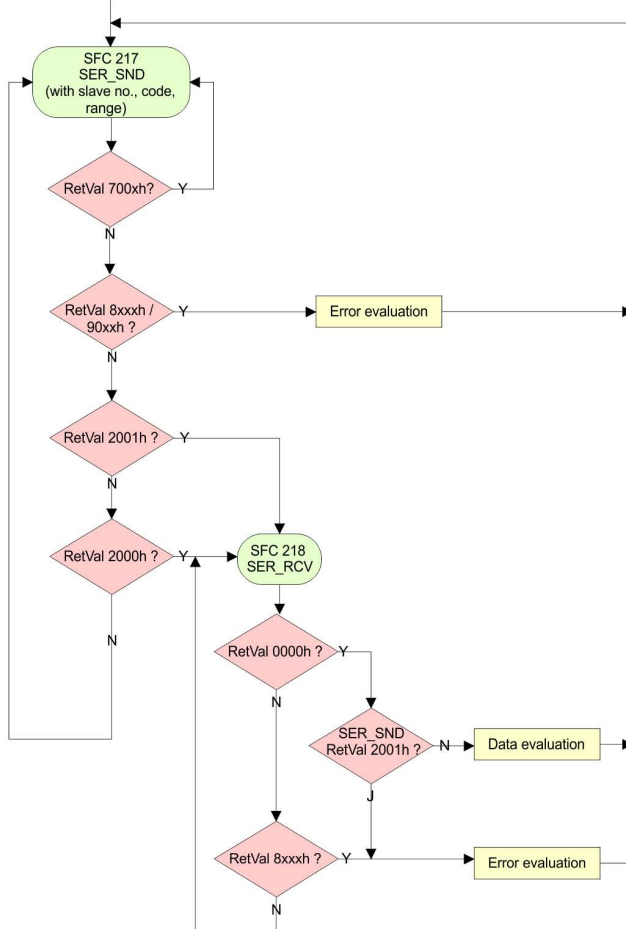 SFC 217
SER_SND
(with slave no., code,
range)
RetVal 700xh? Y
N
RetVal 8xxxh /
90xxh ?
Y
Error evaluation
N
RetVal 2001h ? Y
N
RetVal 2000h ? Y
SFC 218
SER_RCV
N
RetVal 0000h ? Y
N
SER_SND
RetVal 2001h ?
N
Data evaluation
J
RetVal 8xxxh ? Y
Error evaluation
N